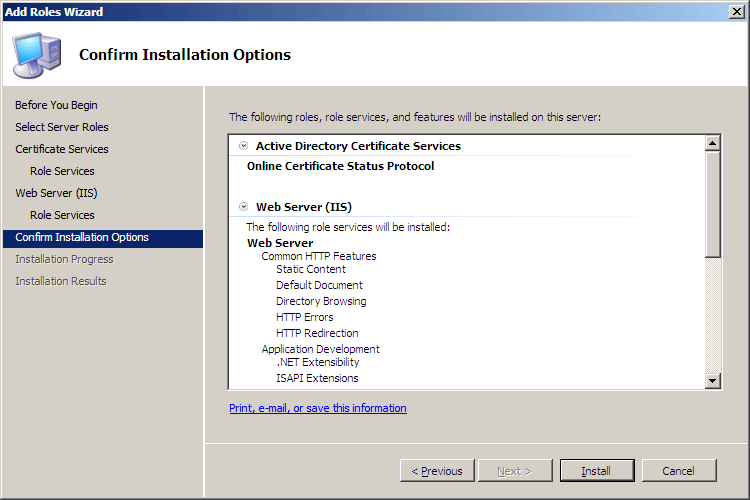 Add Roles Wizard
Confirm Installation Options
Before You Begin
Select Server Roles
Certificate Services
Role Services
Web Server (IIS)
Role Services
Confirm Installation Options
Installation Progress
Installation Results
The following roles, role services, and features will be installed on this server:
Active Directory Certificate Services
Online Certificate Status Protocol
Web Server (IIS)
The following role services will be installed:
Web Server
Common HTTP Features
Static Content
Default Document
Directory Browsing
HTTP Errors
HTTP Redirection
Application Development
.NET Extensibility
ISAPI Extensions
Print, e-mail, or save this information
< Previous
Next >
Install
Cancel